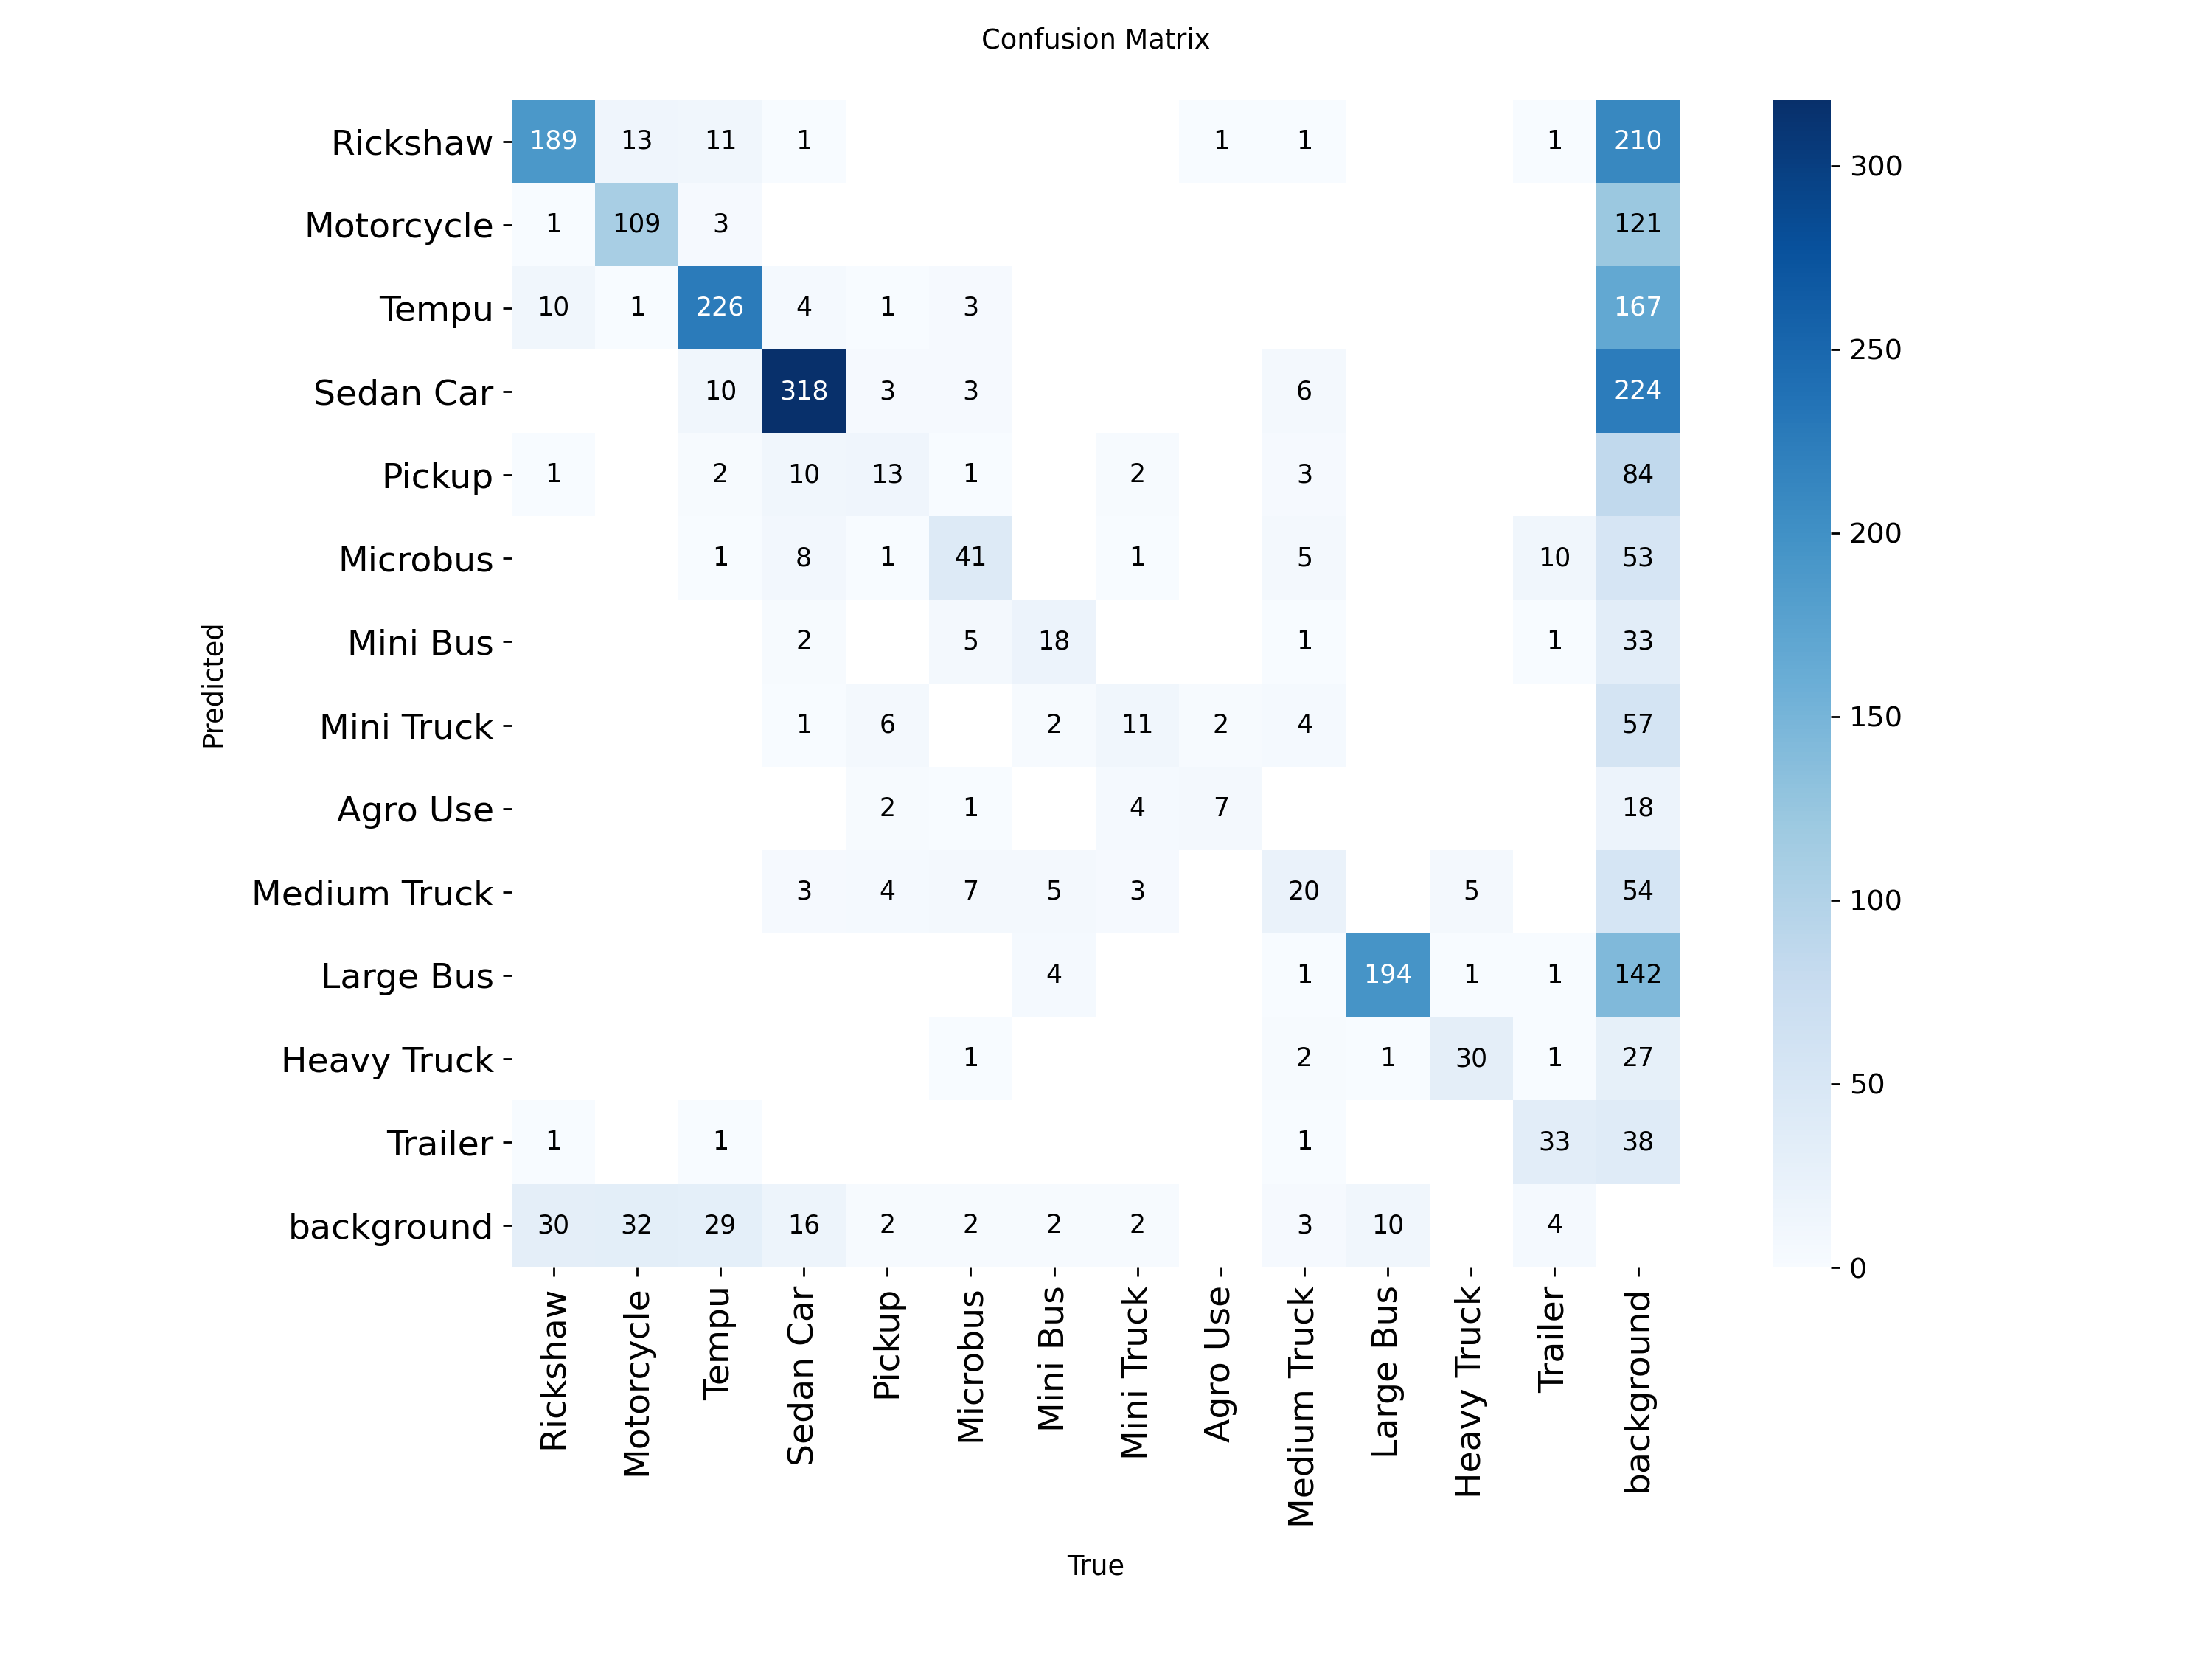 Confusion Matrix
Rickshaw 189 13 11 1 1 1 1 210
Motorcycle 1 109 3 121
Tempu 10 1 226 4 1 3 167
Sedan Car 10 318 3 3 6 224
Pickup 1 2 10 13 1 2 3 84
Microbus 1 8 1 41 1 5 10 53
Mini Bus 2 5 18 1 1 33
Mini Truck 1 6 2 11 2 4 57
Agro Use 2 1 4 7 18
Medium Truck 3 4 7 5 3 20 5 54
Large Bus 4 1 194 1 1 142
Heavy Truck 1 2 1 30 1 27
Trailer 1 1 1 33 38
background 30 32 29 16 2 2 2 2 3 10 4
Predicted
Rickshaw
Motorcycle
Tempu
Sedan Car
Pickup
Microbus
Mini Bus
Mini Truck
Agro Use
Medium Truck
Large Bus
Heavy Truck
Trailer
background
True
300
250
200
150
100
50
0